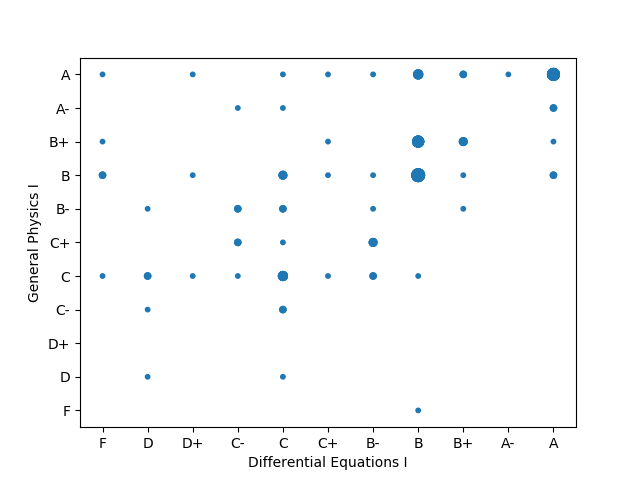 General Physics I
A
A-
B+
B
B-
C+
C
C-
D+
D
F
F D D+ C- C C+ B- B B+ A- A
Differential Equations I